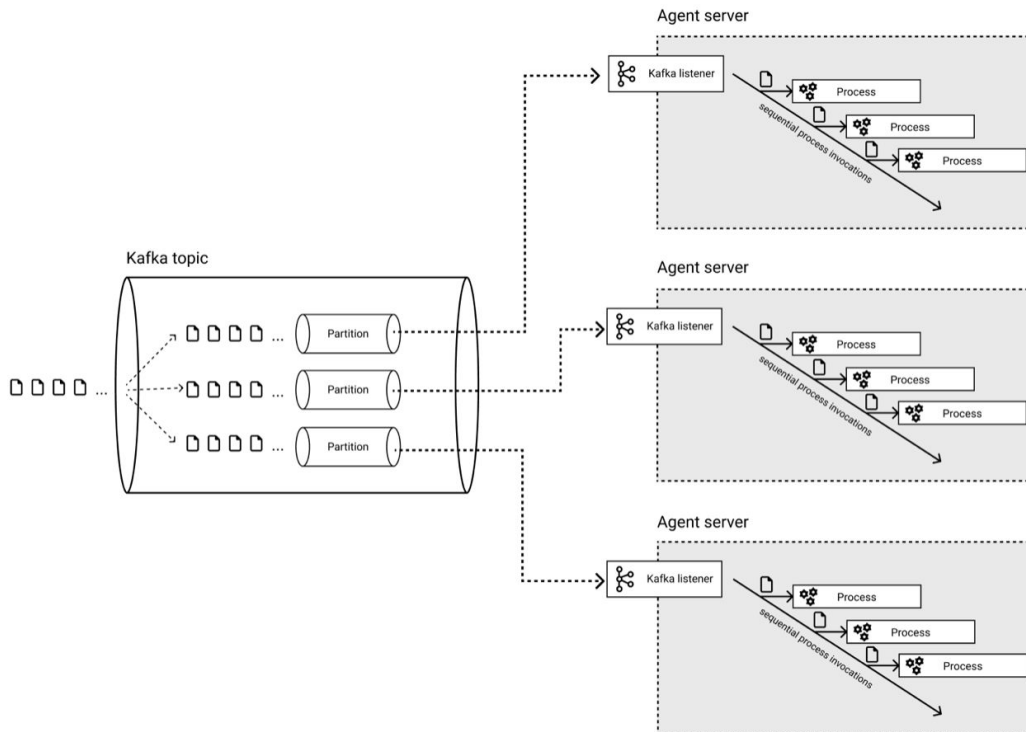 Agent server
Kafka listener
Process
Process
Process
sequential process invocations
Kafka topic
Partition
Partition
Partition
...
...
...
...
Agent server
Kafka listener
Process
Process
Process
sequential process invocations
Agent server
Kafka listener
Process
Process
Process
sequential process invocations